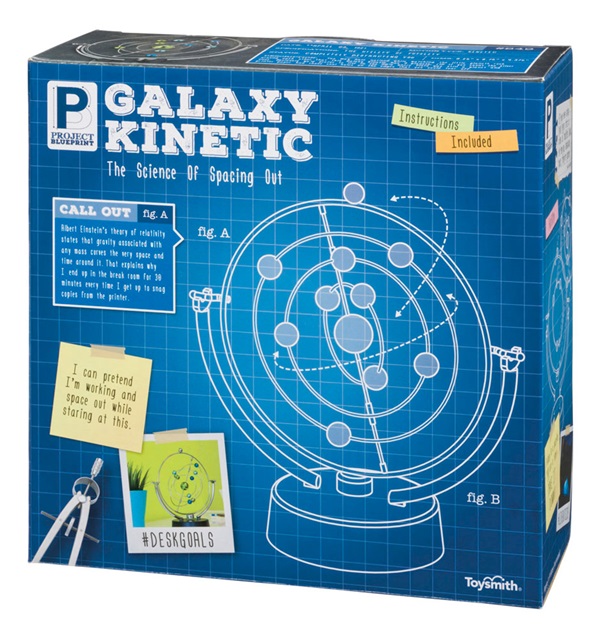 GALAXY KINETIC
P
PROJECT
BLUEPRINT
GALAXY
KINETIC
The Science Of Spacing Out
Instructions
Included
CALL OUT fig. A
Albert Einstein's theory of relativity
states that gravity associated with
any mass curves the very space and
time around it. That explains why
I end up in the break room for 30
minutes every time I get up to snag
copies from the printer.
fig. A
I can pretend
I'm working and
space out while
staring at this.
#DESKGOALS
fig. B
Toysmith®